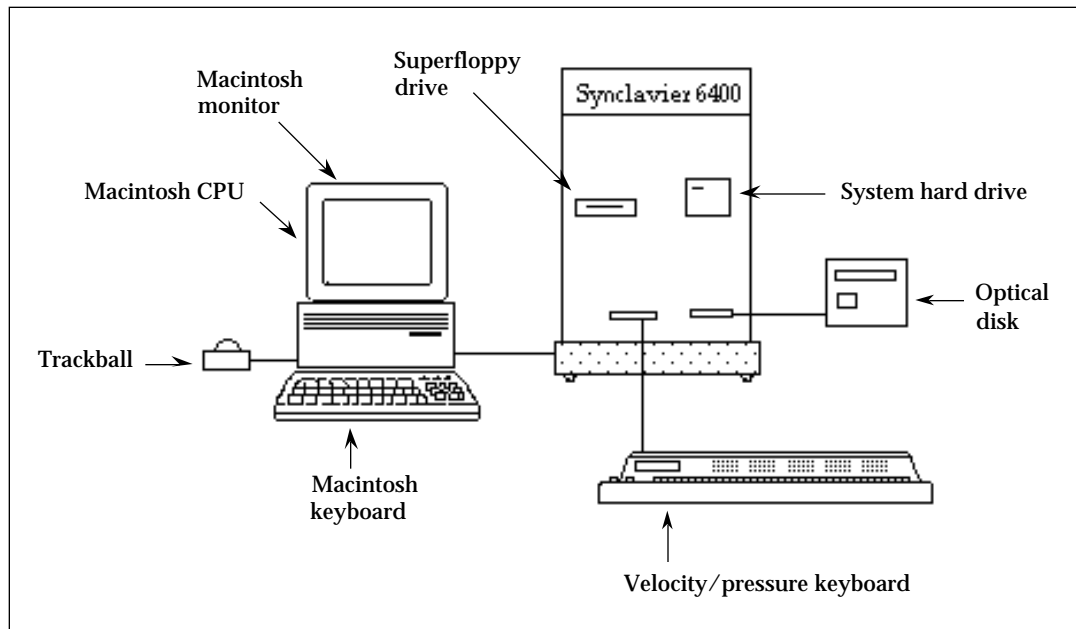 Superfloppy
drive
Macintosh
monitor
Synclavier 6400
Macintosh CPU
System hard drive
Optical
disk
Trackball
Macintosh
keyboard
Velocity/pressure keyboard